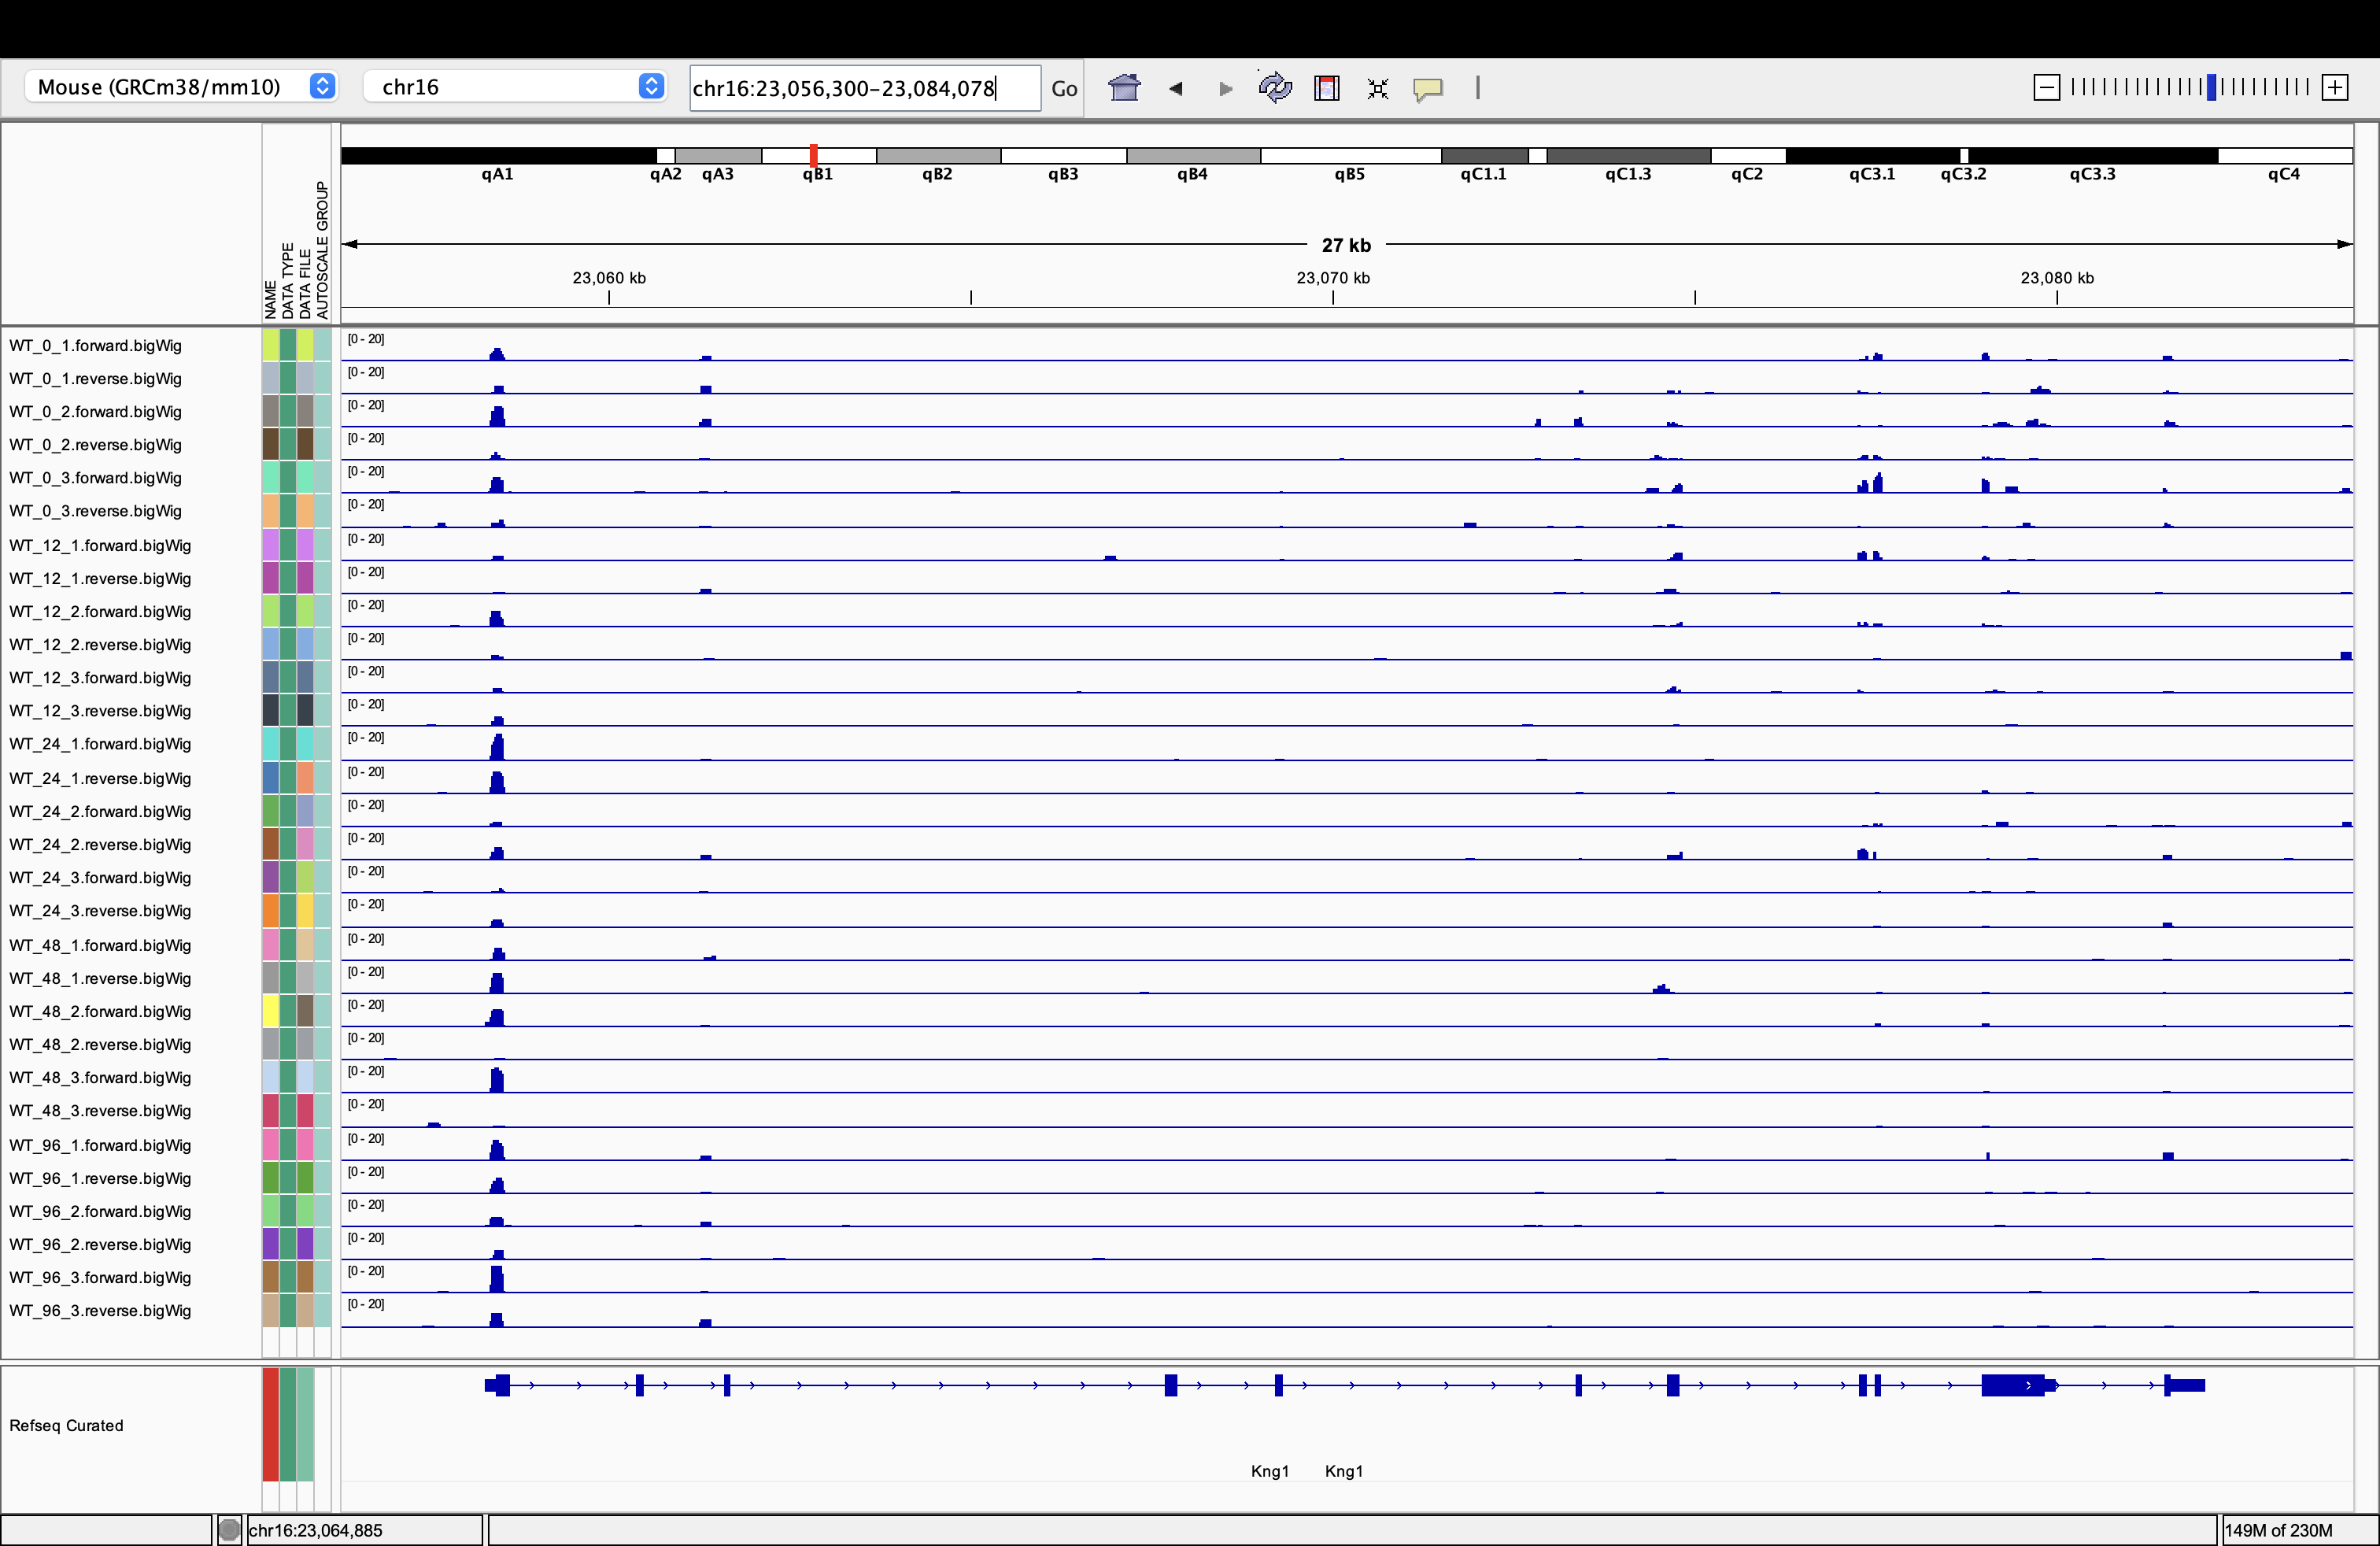 Mouse (GRCm38/mm10) chr16 chr16:23,056,300-23,084,078 Go
qA1 qA2 qA3 qB1 qB2 qB3 qB4 qB5 qC1.1 qC1.3 qC2 qC3.1 qC3.2 qC3.3 qC4
27 kb
23,060 kb 23,070 kb 23,080 kb
NAME
DATA TYPE
DATA FILE
AUTOSCALE GROUP
WT_0_1.forward.bigWig [0 - 20]
WT_0_1.reverse.bigWig [0 - 20]
WT_0_2.forward.bigWig [0 - 20]
WT_0_2.reverse.bigWig [0 - 20]
WT_0_3.forward.bigWig [0 - 20]
WT_0_3.reverse.bigWig [0 - 20]
WT_12_1.forward.bigWig [0 - 20]
WT_12_1.reverse.bigWig [0 - 20]
WT_12_2.forward.bigWig [0 - 20]
WT_12_2.reverse.bigWig [0 - 20]
WT_12_3.forward.bigWig [0 - 20]
WT_12_3.reverse.bigWig [0 - 20]
WT_24_1.forward.bigWig [0 - 20]
WT_24_1.reverse.bigWig [0 - 20]
WT_24_2.forward.bigWig [0 - 20]
WT_24_2.reverse.bigWig [0 - 20]
WT_24_3.forward.bigWig [0 - 20]
WT_24_3.reverse.bigWig [0 - 20]
WT_48_1.forward.bigWig [0 - 20]
WT_48_1.reverse.bigWig [0 - 20]
WT_48_2.forward.bigWig [0 - 20]
WT_48_2.reverse.bigWig [0 - 20]
WT_48_3.forward.bigWig [0 - 20]
WT_48_3.reverse.bigWig [0 - 20]
WT_96_1.forward.bigWig [0 - 20]
WT_96_1.reverse.bigWig [0 - 20]
WT_96_2.forward.bigWig [0 - 20]
WT_96_2.reverse.bigWig [0 - 20]
WT_96_3.forward.bigWig [0 - 20]
WT_96_3.reverse.bigWig [0 - 20]
Refseq Curated
Kng1 Kng1
chr16:23,064,885 149M of 230M